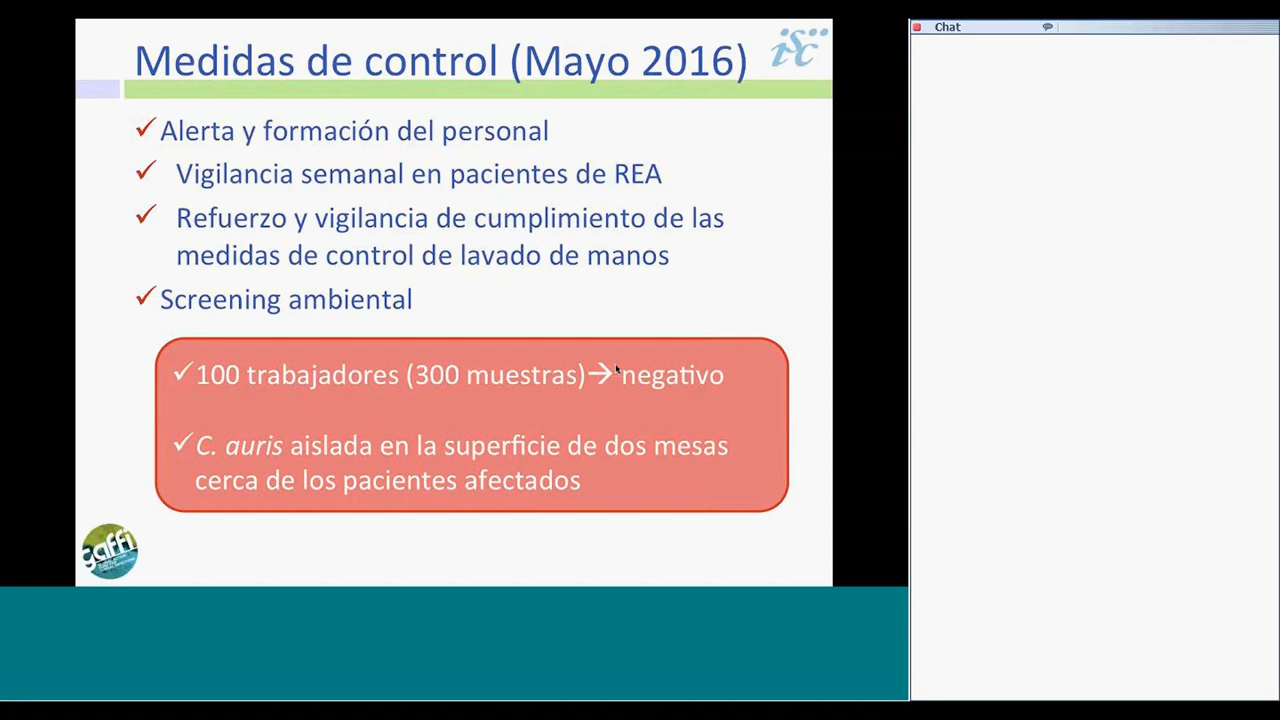 Medidas de control (Mayo 2016)
isciii
Chat
✓Alerta y formación del personal
✓ Vigilancia semanal en pacientes de REA
✓ Refuerzo y vigilancia de cumplimiento de las
medidas de control de lavado de manos
✓Screening ambiental
✓100 trabajadores (300 muestras)→ negativo
✓C. auris aislada en la superficie de dos mesas
cerca de los pacientes afectados
gaffi